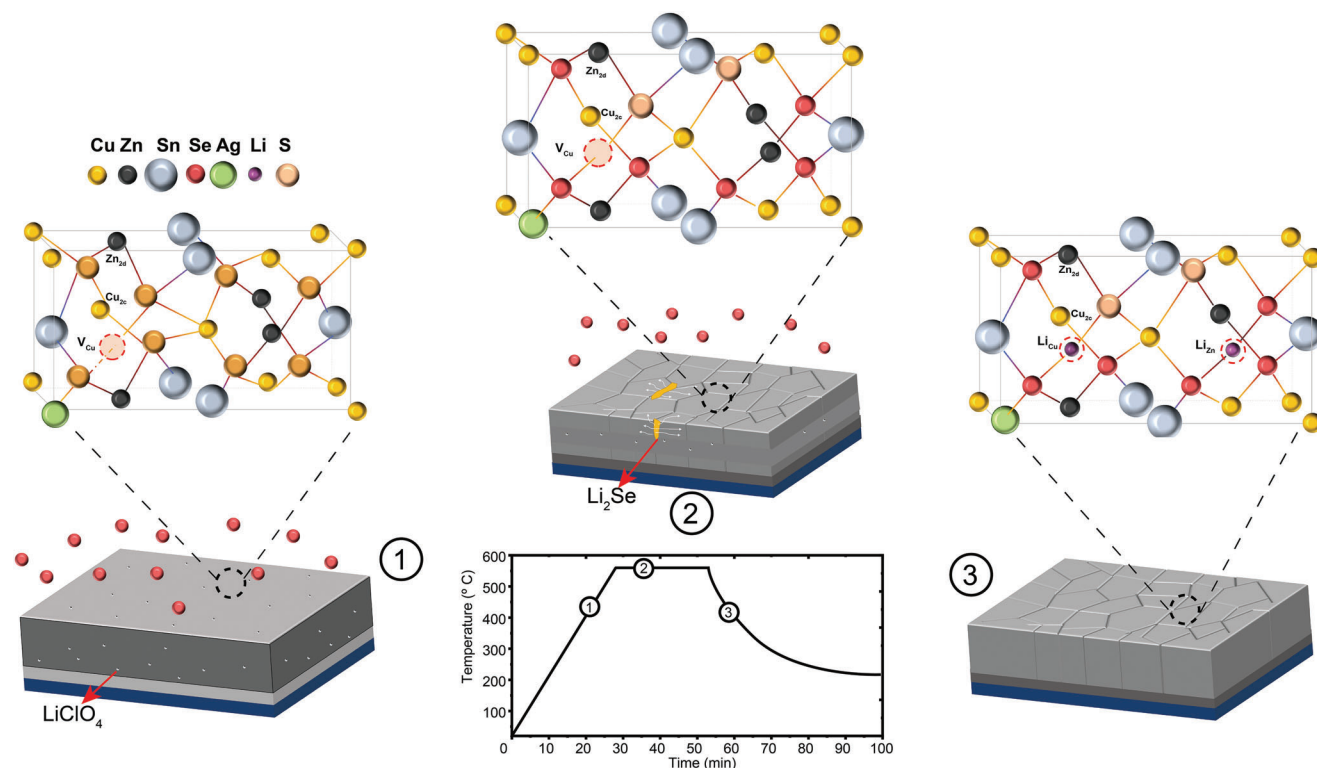 Cu Zn Sn Se Ag Li S
Zn2d
Cu2c
VCu
1
LiClO4
Zn2d
Cu2c
VCu
Li2Se
2
Temperature (º C)
600
500
400
300
200
100
1
2
3
0 10 20 30 40 50 60 70 80 90 100
Time (min)
Zn2d
Cu2c
LiCu
LiZn
3